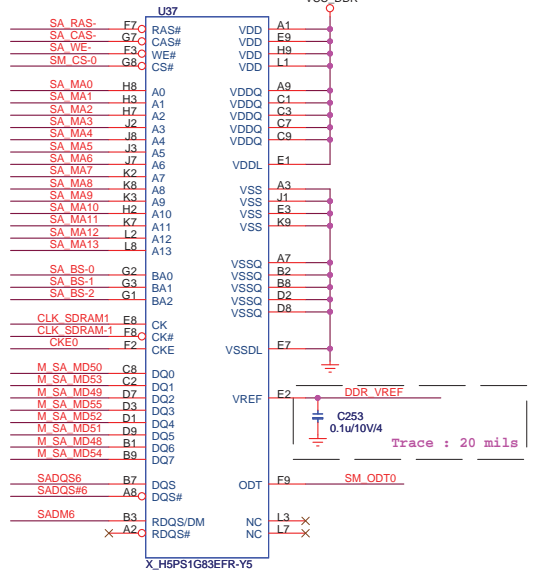 VCC_DDR
U37
SA_RAS- F7 RAS# VDD A1
SA_CAS- G7 CAS# VDD E9
SA_WE- F3 WE# VDD H9
SM_CS-0 G8 CS# VDD L1
SA_MA0 H8 A0 VDDQ A9
SA_MA1 H3 A1 VDDQ C1
SA_MA2 H7 A2 VDDQ C3
SA_MA3 J2 A3 VDDQ C7
SA_MA4 J8 A4 VDDQ C9
SA_MA5 J3 A5
SA_MA6 J7 A6 VDDL E1
SA_MA7 K2 A7
SA_MA8 K8 A8 VSS A3
SA_MA9 K3 A9 VSS J1
SA_MA10 H2 A10 VSS E3
SA_MA11 K7 A11 VSS K9
SA_MA12 L2 A12
SA_MA13 L8 A13
VSSQ A7
SA_BS-0 G2 BA0 VSSQ B2
SA_BS-1 G3 BA1 VSSQ B8
SA_BS-2 G1 BA2 VSSQ D2
VSSQ D8
CLK_SDRAM1 E8 CK
CLK_SDRAM-1 F8 CK#
CKE0 F2 CKE VSSDL E7
M_SA_MD50 C8 DQ0
M_SA_MD53 C2 DQ1
M_SA_MD49 D7 DQ2 VREF E2 DDR_VREF
M_SA_MD55 D3 DQ3
M_SA_MD52 D1 DQ4 C253
M_SA_MD51 D9 DQ5 0.1u/10V/4
M_SA_MD48 B1 DQ6 Trace : 20 mils
M_SA_MD54 B9 DQ7
SADQS6 B7 DQS ODT F9 SM_ODT0
SADQS#6 A8 DQS#
SADM6 B3 RDQS/DM NC L3
A2 RDQS# NC L7
X_H5PS1G83EFR-Y5